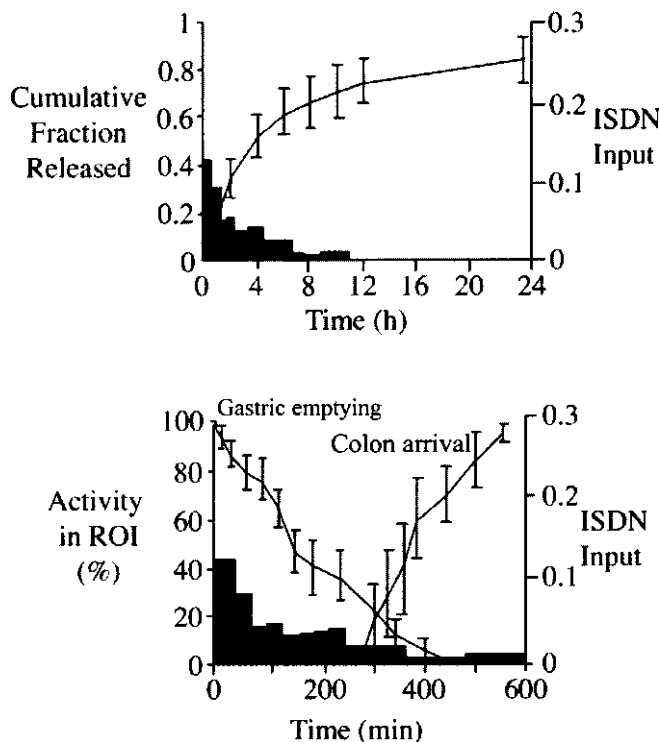 1
0.8
0.6
0.4
0.2
0
Cumulative
Fraction
Released
0.3
0.2
0.1
0
ISDN
Input
0 4 8 12 16 20 24
Time (h)
100
80
60
40
20
0
Gastric emptying
Colon arrival
Activity
in ROI
(%)
0.3
0.2
0.1
0
ISDN
Input
0 200 400 600
Time (min)